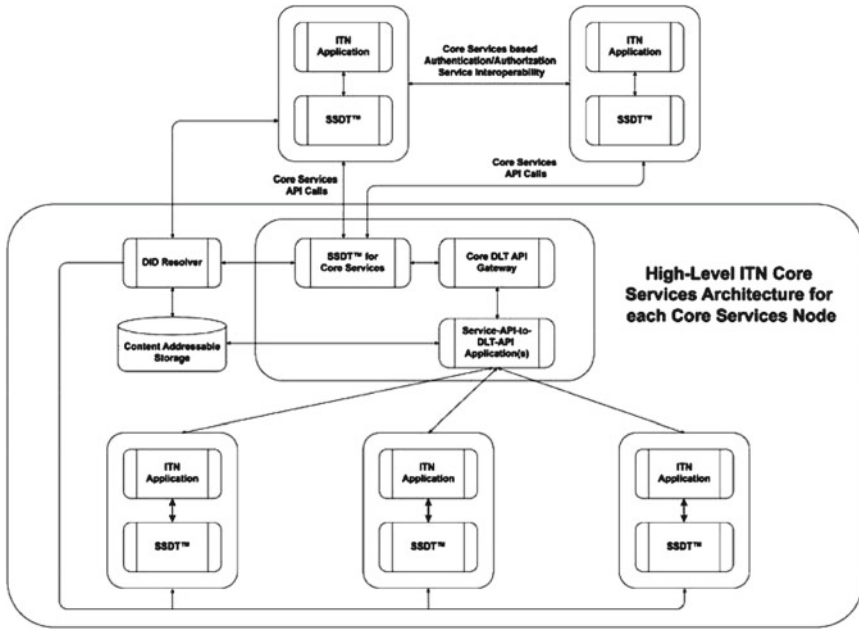 ITN
Application
SSDT™
Core Services based
Authentication/Authorization
Service Interoperability
ITN
Application
SSDT™
Core Services
API Calls
Core Services
API Calls
DID Resolver
SSDT™ for
Core Services
Core DLT API
Gateway
High-Level ITN Core
Services Architecture for
each Core Services Node
Content Addressable
Storage
Service-API-to-
DLT-API
Application(s)
ITN
Application
SSDT™
ITN
Application
SSDT™
ITN
Application
SSDT™